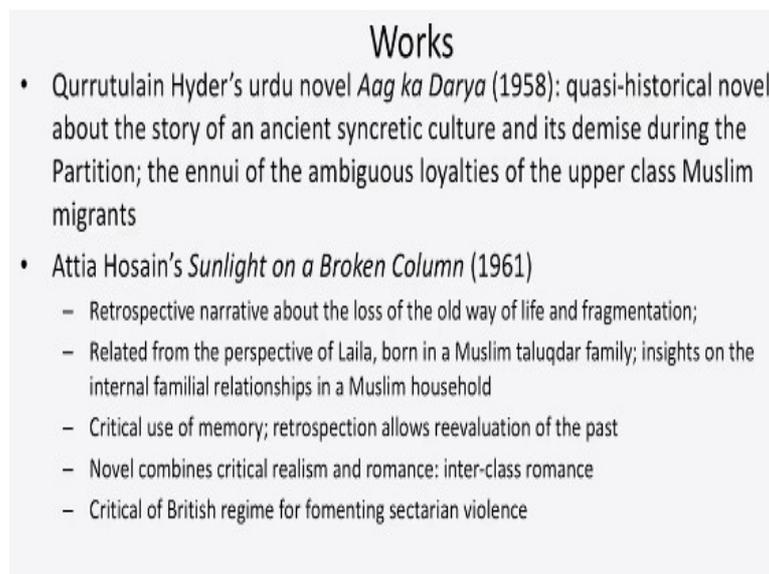 Works
• Qurrutulain Hyder's urdu novel Aag ka Darya (1958): quasi-historical novel
about the story of an ancient syncretic culture and its demise during the
Partition; the ennui of the ambiguous loyalties of the upper class Muslim
migrants
• Attia Hosain's Sunlight on a Broken Column (1961)
– Retrospective narrative about the loss of the old way of life and fragmentation;
– Related from the perspective of Laila, born in a Muslim taluqdar family; insights on the
internal familial relationships in a Muslim household
– Critical use of memory; retrospection allows reevaluation of the past
– Novel combines critical realism and romance: inter-class romance
– Critical of British regime for fomenting sectarian violence